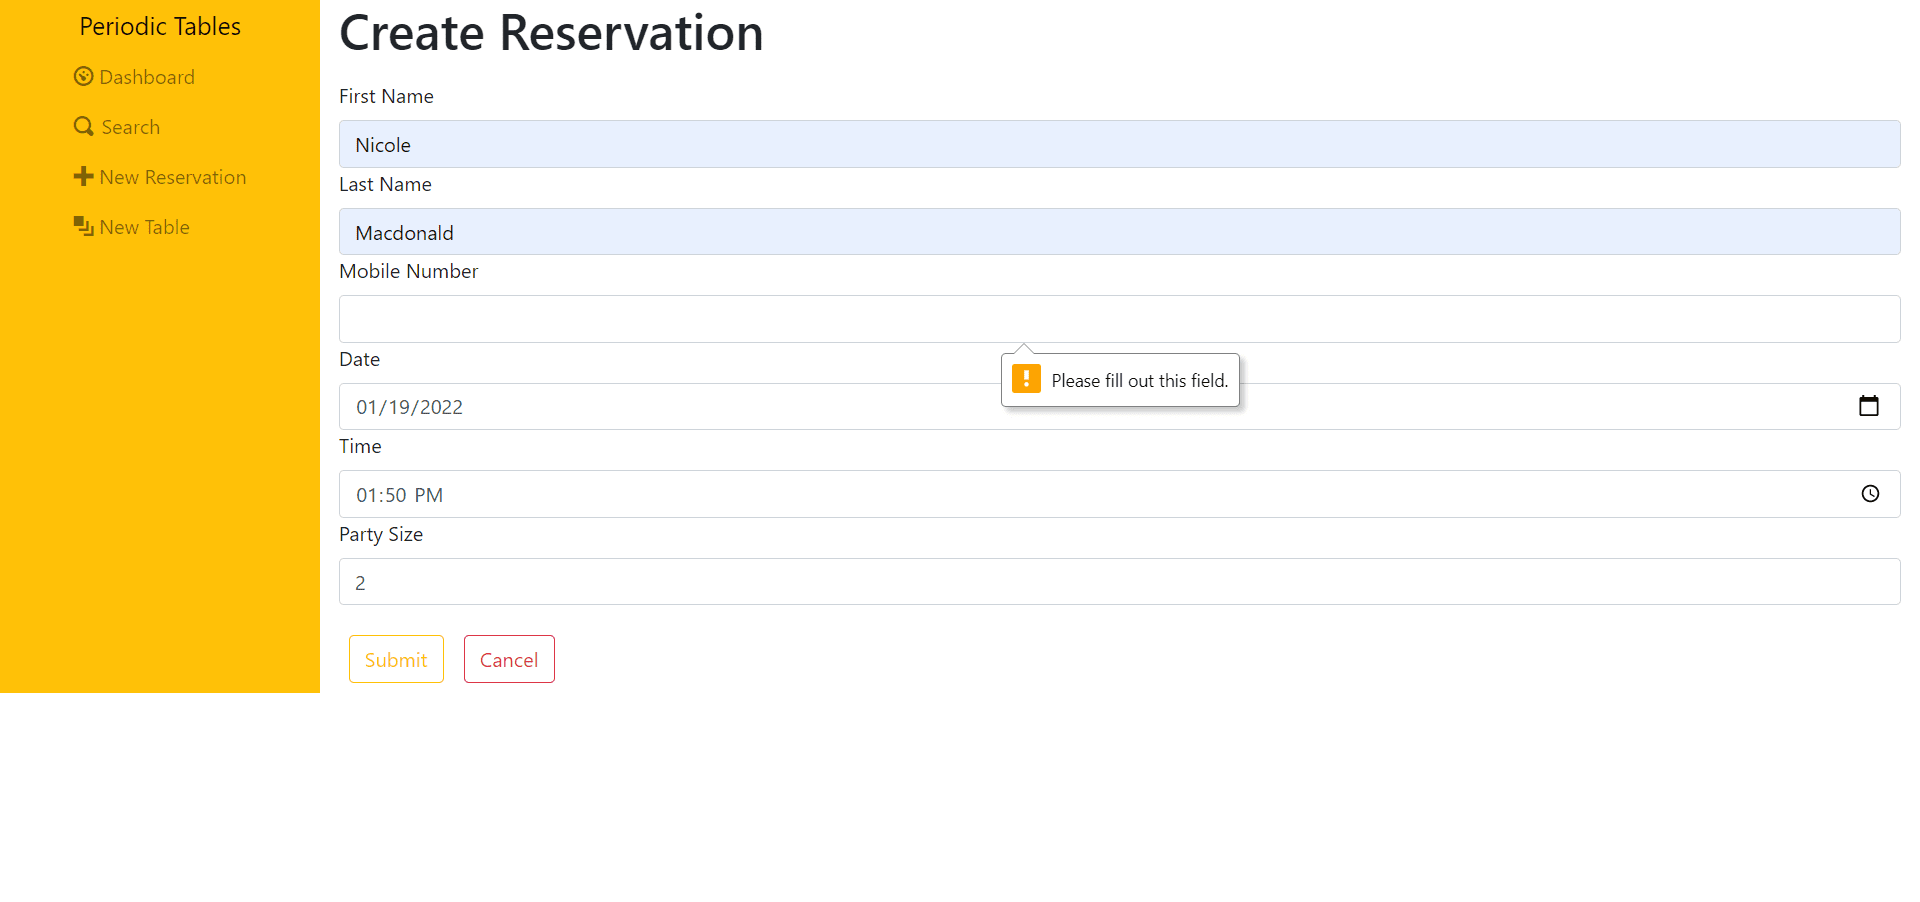 Periodic Tables
Dashboard
Search
New Reservation
New Table
Create Reservation
First Name
Nicole
Last Name
Macdonald
Mobile Number
Please fill out this field.
Date
01/19/2022
Time
01:50 PM
Party Size
2
Submit
Cancel